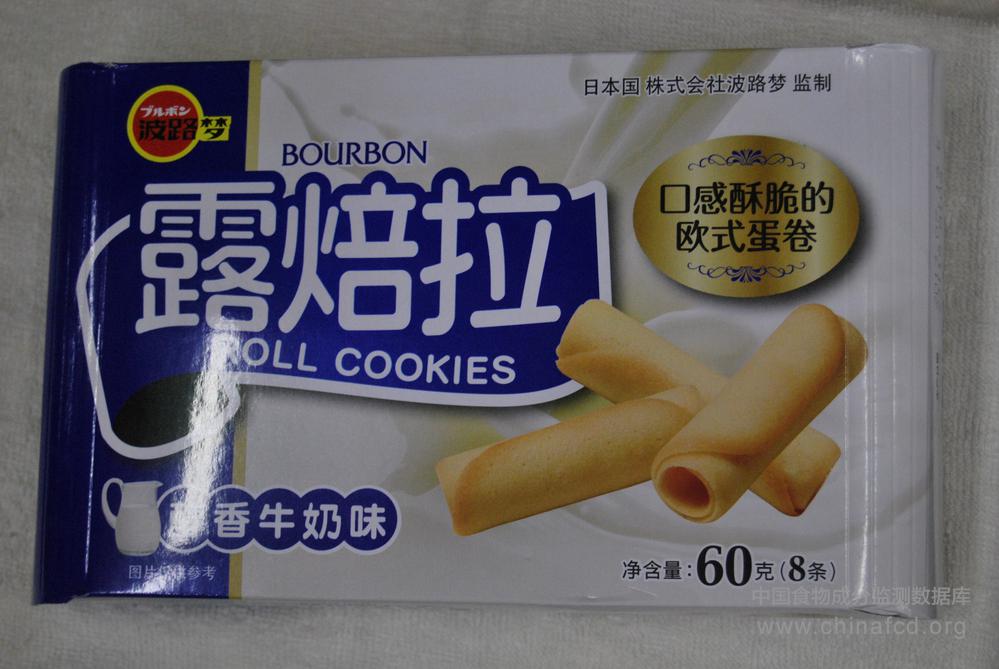 ブルボン
波路梦
日本国 株式会社波路梦 监制
BOURBON
露焙拉
ROLL COOKIES
口感酥脆的
欧式蛋卷
香牛奶味
图片仅供参考
净含量:60克(8条)
中国食物成分监测数据库
www.chinafcd.org